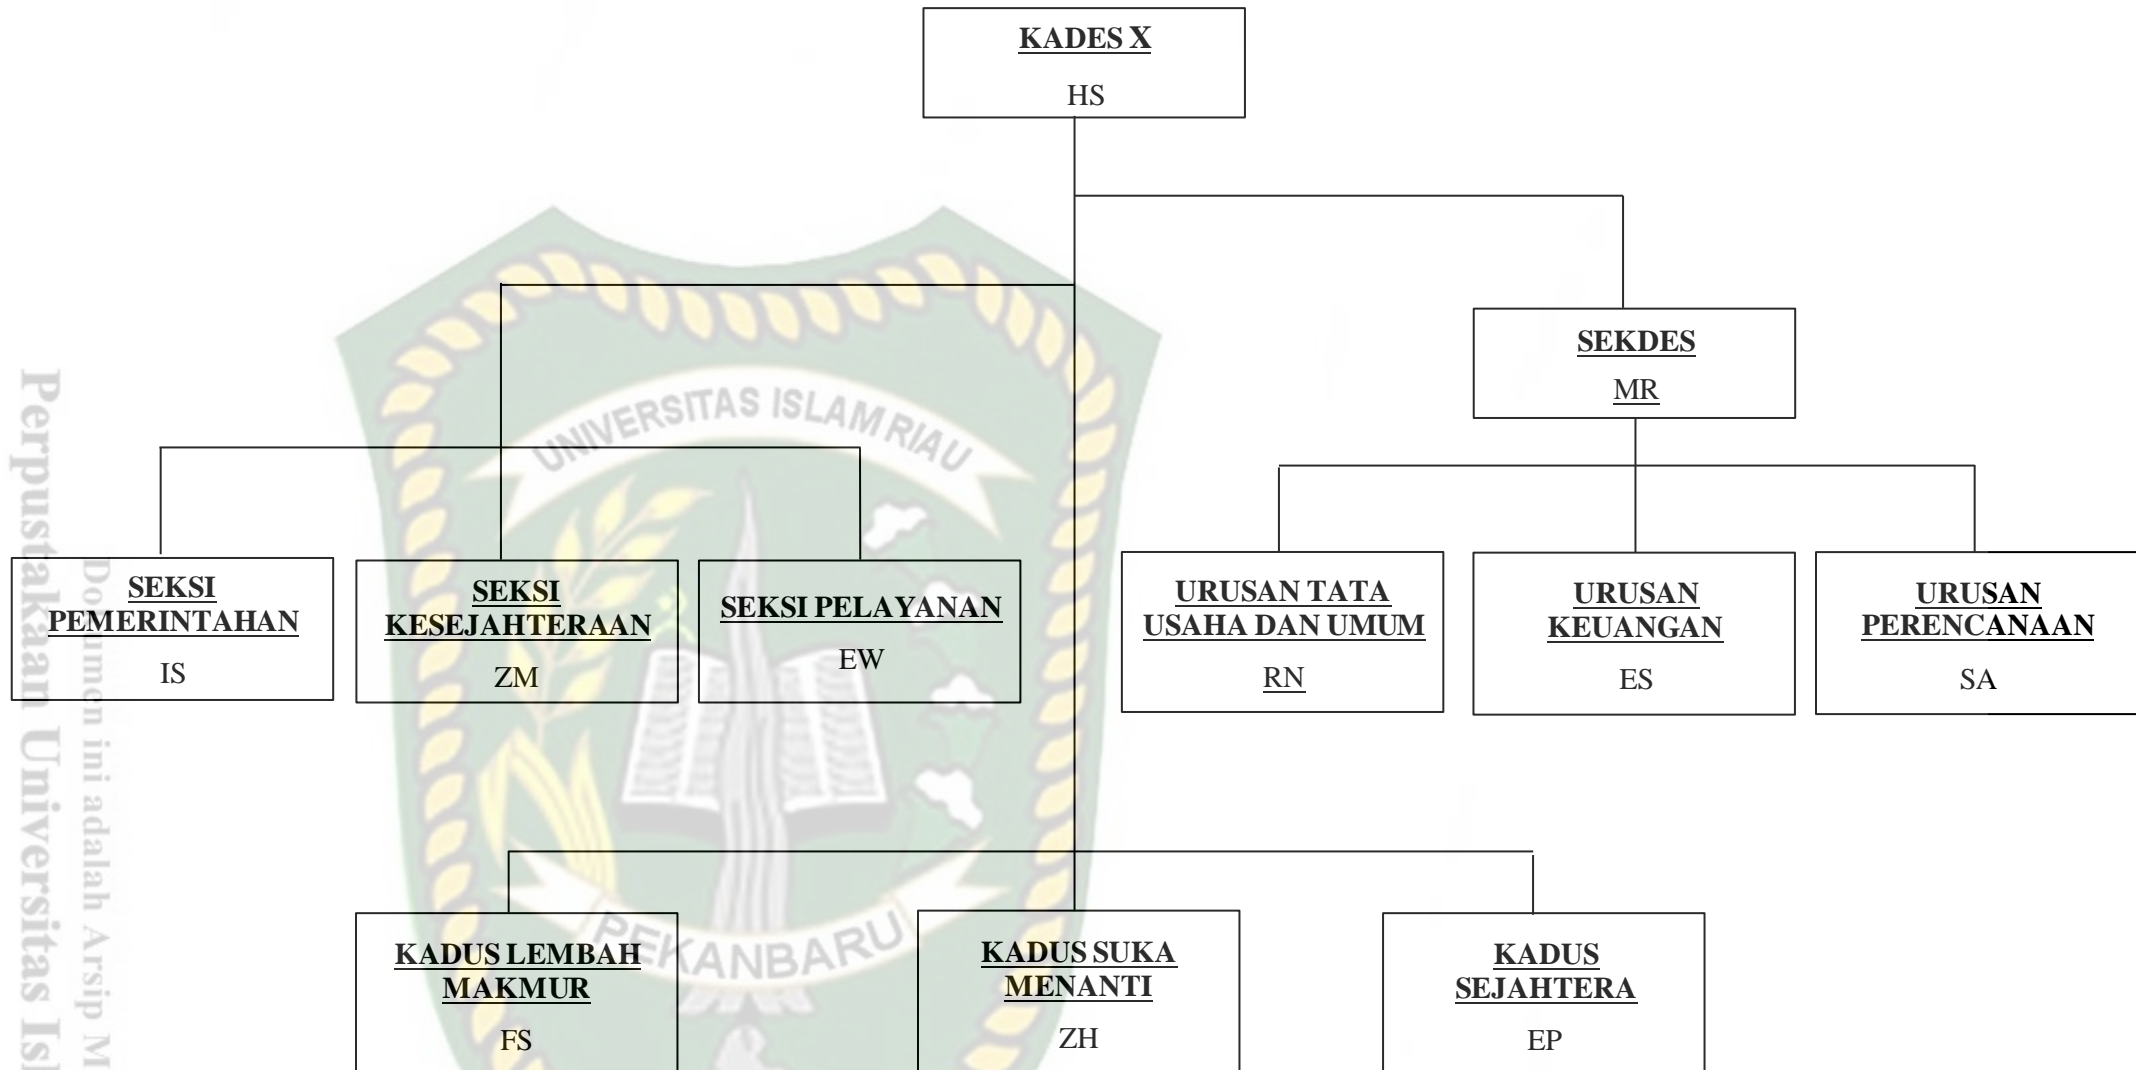 KADES X
HS
SEKDES
MR
SEKSI
PEMERINTAHAN
IS
SEKSI
KESEJAHTERAAN
ZM
SEKSI PELAYANAN
EW
URUSAN TATA
USAHA DAN UMUM
RN
URUSAN
KEUANGAN
ES
URUSAN
PERENCANAAN
SA
KADUS LEMBAH
MAKMUR
FS
KADUS SUKA
MENANTI
ZH
KADUS
SEJAHTERA
EP
UNIVERSITAS ISLAM RIAU
PEKANBARU
Dokumen ini adalah Arsip M
Perpustakaan Universitas Isl